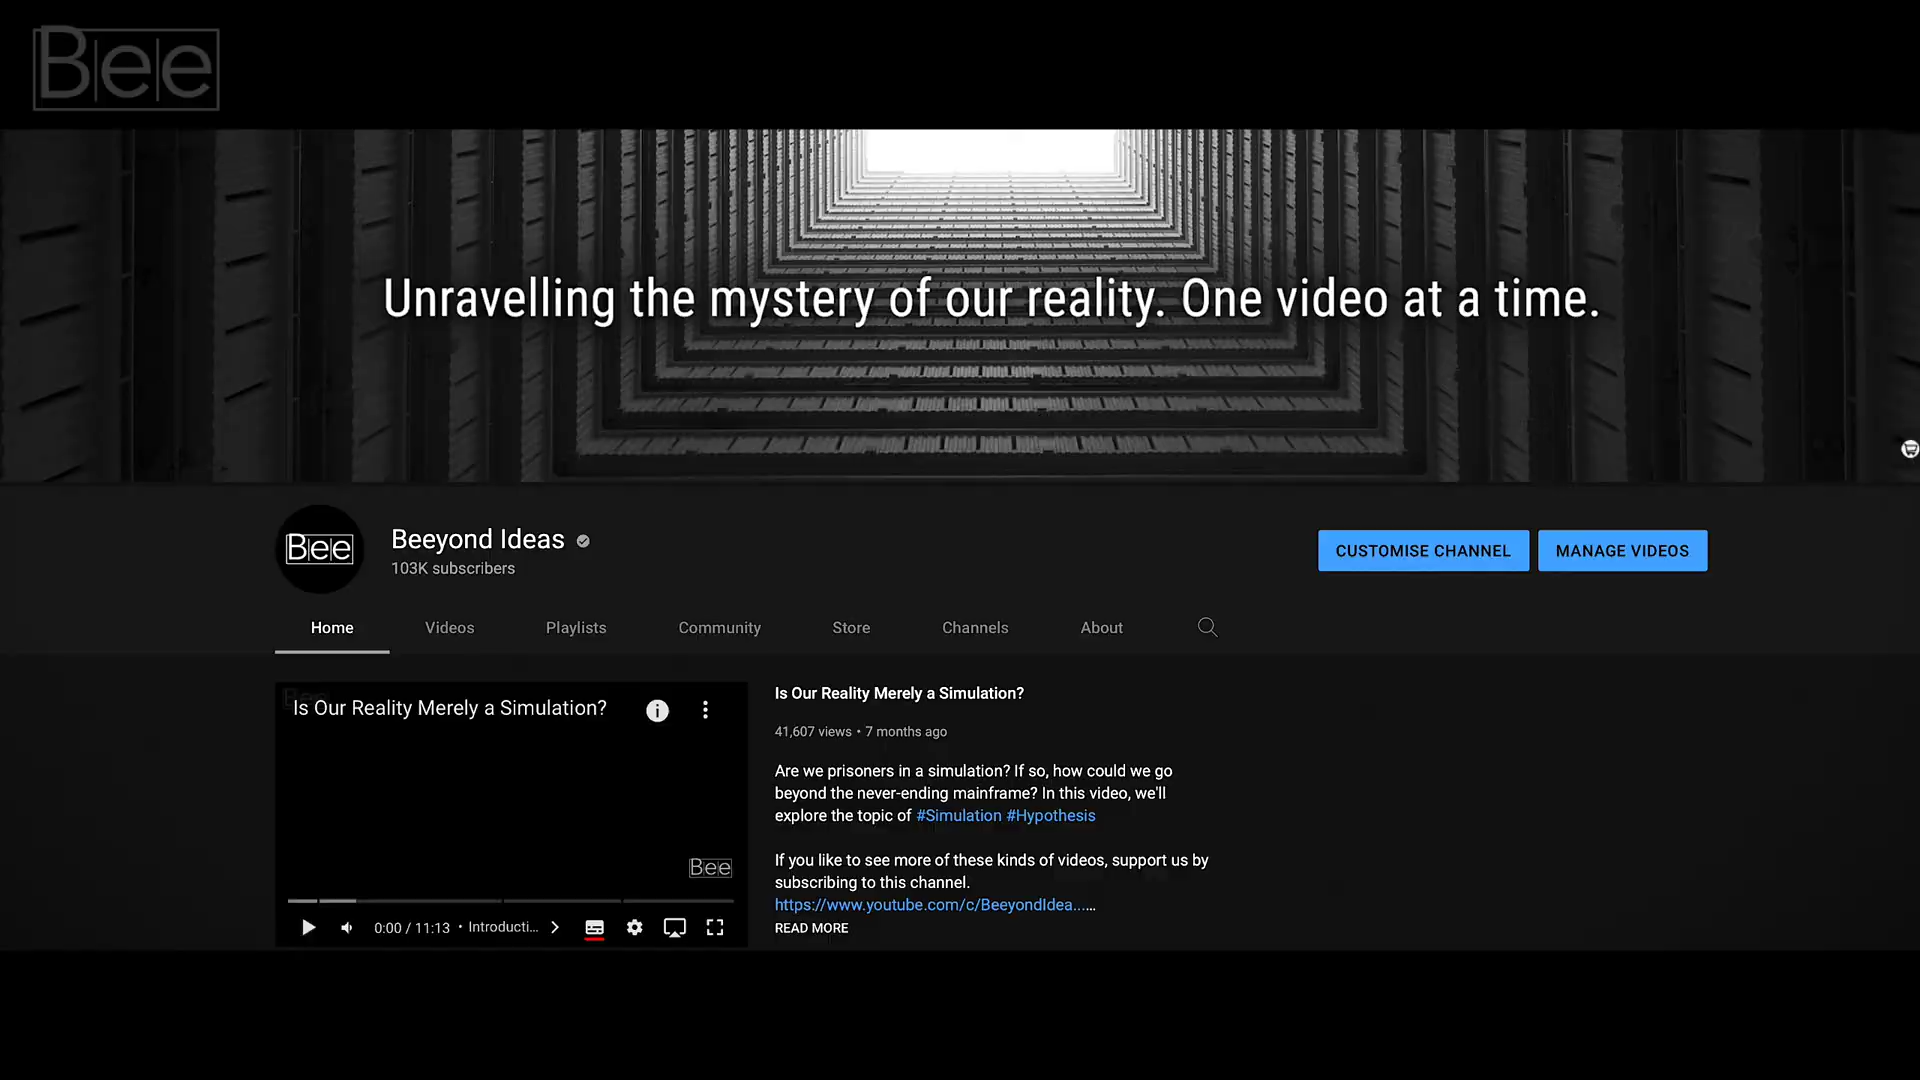 Bee
Unravelling the mystery of our reality. One video at a time.
Bee
Beeyond Ideas
103K subscribers
CUSTOMISE CHANNEL
MANAGE VIDEOS
Home
Videos
Playlists
Community
Store
Channels
About
Is Our Reality Merely a Simulation?
Bee
0:00 / 11:13 • Introducti...
Is Our Reality Merely a Simulation?
41,607 views • 7 months ago
Are we prisoners in a simulation? If so, how could we go
beyond the never-ending mainframe? In this video, we'll
explore the topic of #Simulation #Hypothesis
If you like to see more of these kinds of videos, support us by
subscribing to this channel.
https://www.youtube.com/c/BeeyondIdea......
READ MORE